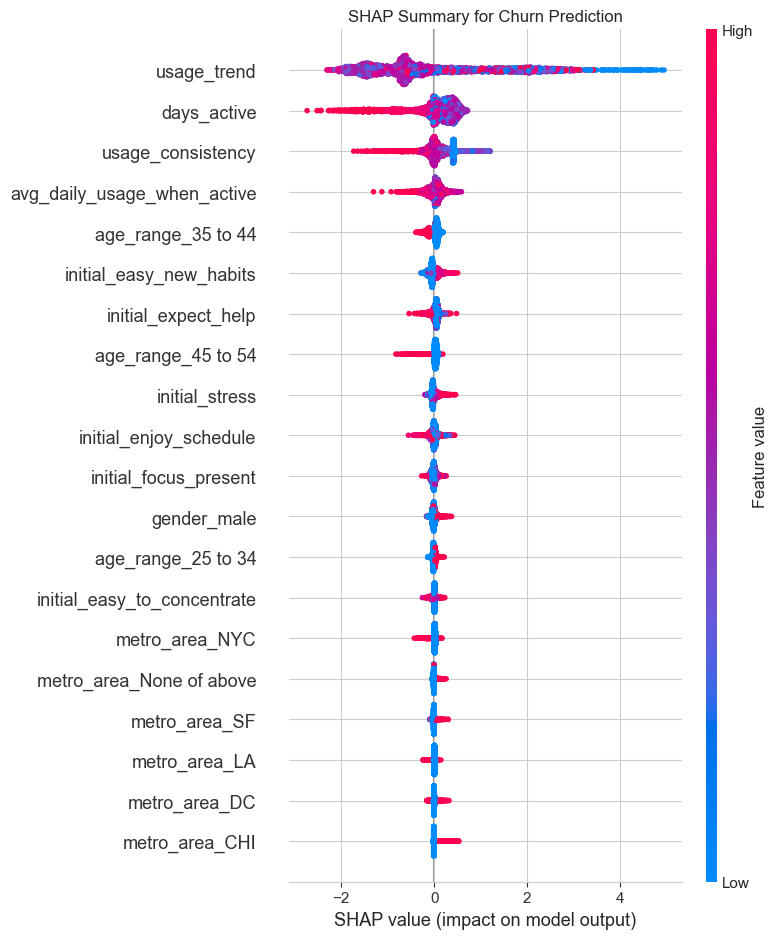 SHAP Summary for Churn Prediction
High
usage_trend
days_active
usage_consistency
avg_daily_usage_when_active
age_range_35 to 44
initial_easy_new_habits
initial_expect_help
age_range_45 to 54
initial_stress
initial_enjoy_schedule
initial_focus_present
gender_male
age_range_25 to 34
initial_easy_to_concentrate
metro_area_NYC
metro_area_None of above
metro_area_SF
metro_area_LA
metro_area_DC
metro_area_CHI
Feature value
Low
−2 0 2 4
SHAP value (impact on model output)